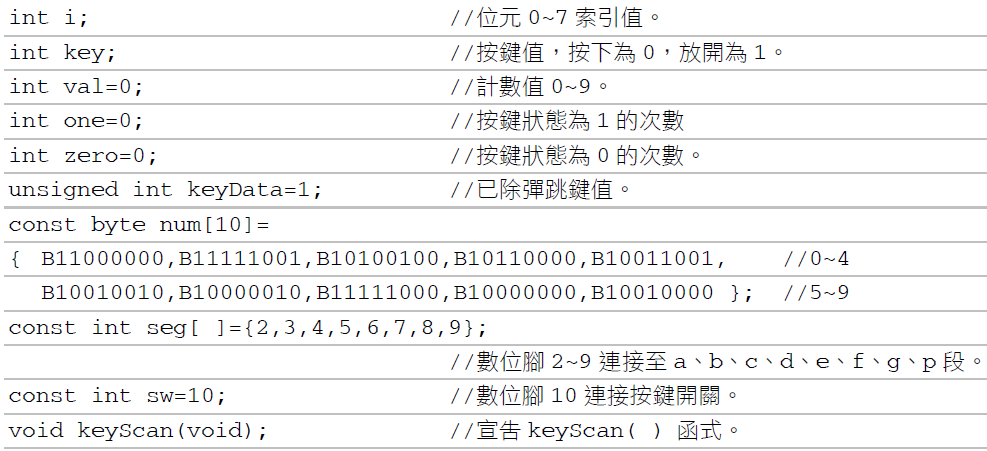 int i; //位元 0~7 索引值。
int key; //按鍵值，按下為 0，放開為 1。
int val=0; //計數值 0~9。
int one=0; //按鍵狀態為 1 的次數
int zero=0; //按鍵狀態為 0 的次數。
unsigned int keyData=1; //已除彈跳鍵值。
const byte num[10]=
{ B11000000,B11111001,B10100100,B10110000,B10011001, //0~4
B10010010,B10000010,B11111000,B10000000,B10010000 }; //5~9
const int seg[ ]={2,3,4,5,6,7,8,9};
//數位腳 2~9 連接至 a、b、c、d、e、f、g、p 段。
const int sw=10; //數位腳 10 連接按鍵開關。
void keyScan(void); //宣告 keyScan( ) 函式。